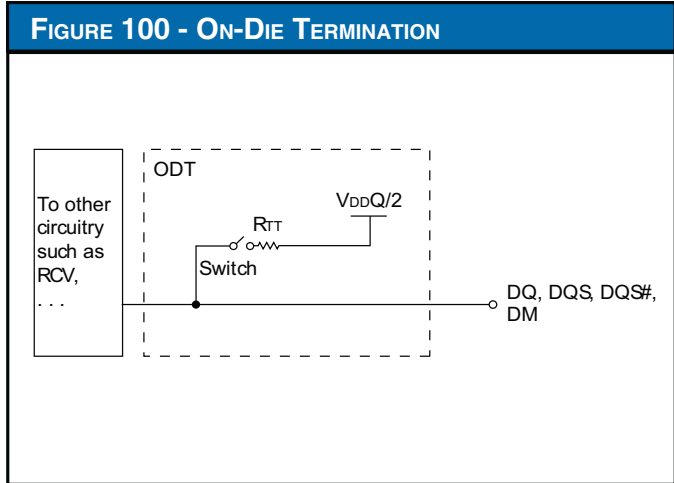 FIGURE 100 - ON-DIE TERMINATION
ODT
To other
circuitry
such as
RCV,
. . .
VDDQ/2
RTT
Switch
DQ, DQS, DQS#,
DM